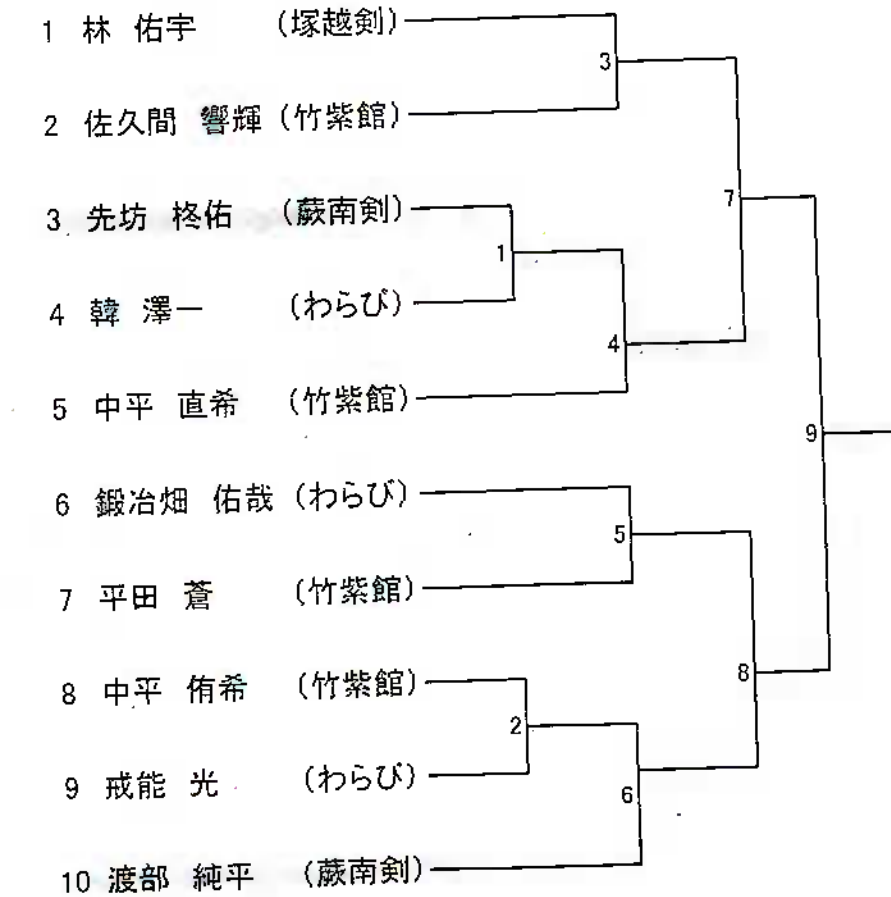 1 林 佑宇 (塚越剣)
3
2 佐久間 響輝 (竹紫館)
7
3 先坊 柊佑 (蕨南剣)
1
4 韓 澤一 (わらび)
4
5 中平 直希 (竹紫館)
9
6 鍛冶畑 佑哉 (わらび)
5
7 平田 蒼 (竹紫館)
8
8 中平 侑希 (竹紫館)
2
9 戒能 光 (わらび)
6
10 渡部 純平 (蕨南剣)